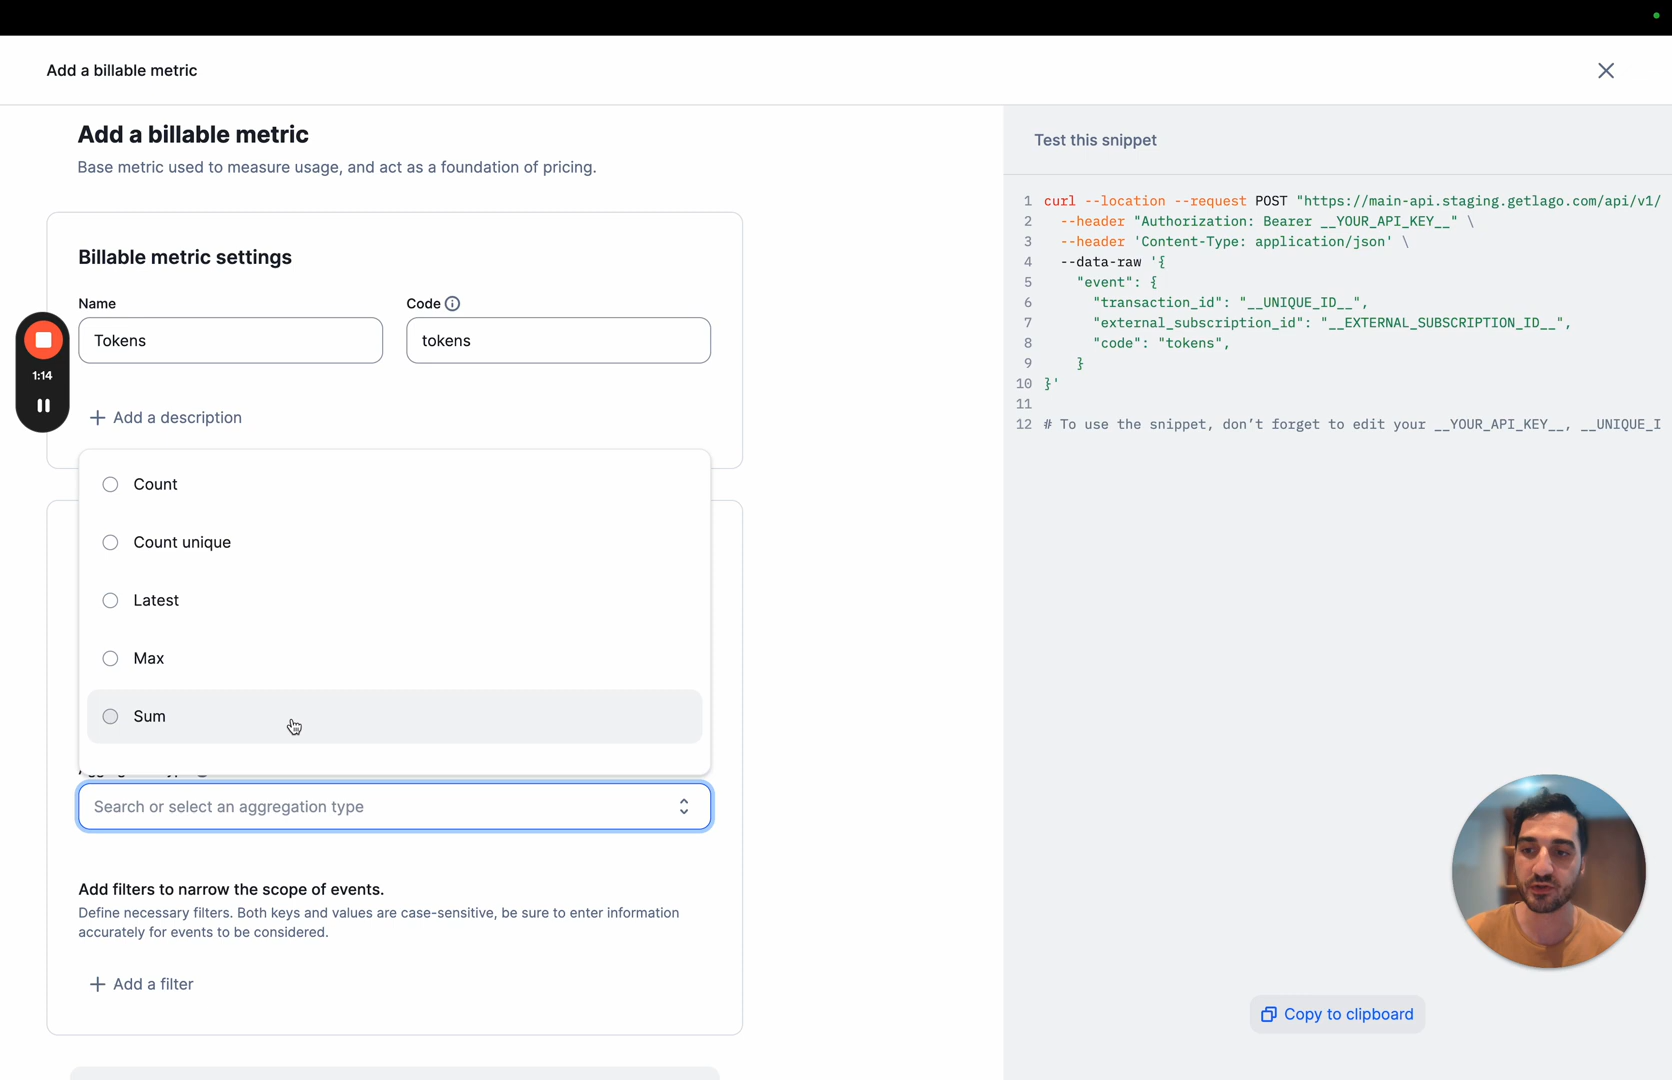 Add a billable metric
Add a billable metric
Base metric used to measure usage, and act as a foundation of pricing.
Billable metric settings
Name
Code
Tokens
tokens
1:14
Add a description
Count
Count unique
Latest
Max
Sum
Search or select an aggregation type
Add filters to narrow the scope of events.
Define necessary filters. Both keys and values are case-sensitive, be sure to enter information
accurately for events to be considered.
Add a filter
Test this snippet
1 curl --location --request POST "https://main-api.staging.getlago.com/api/v1/
2 --header "Authorization: Bearer __YOUR_API_KEY__" \
3 --header 'Content-Type: application/json' \
4 --data-raw '{
5 "event": {
6 "transaction_id": "__UNIQUE_ID__",
7 "external_subscription_id": "__EXTERNAL_SUBSCRIPTION_ID__",
8 "code": "tokens",
9 }
10 }'
11
12 # To use the snippet, don't forget to edit your __YOUR_API_KEY__, __UNIQUE_I
Copy to clipboard